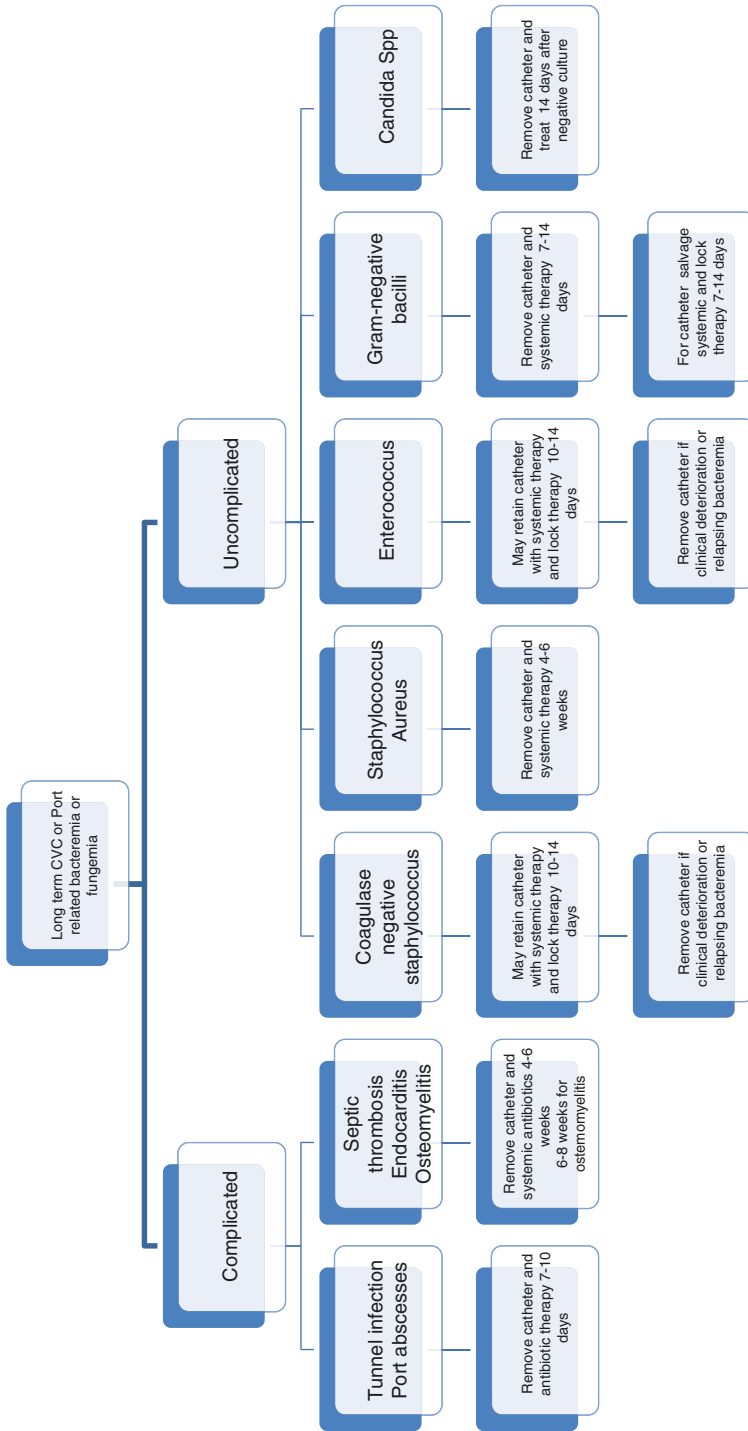 Long term CVC or Port
related bacteremia or
fungemia
Complicated
Uncomplicated
Tunnel infection
Port abscesses
Septic
thrombosis
Endocarditis
Osteomyelitis
Coagulase
negative
staphylococcus
Staphylococcus
Aureus
Enterococcus
Gram-negative
bacilli
Candida Spp
Remove catheter and
antibiotic therapy 7-10
days
Remove catheter and
systemic antibiotics 4-6
weeks
6-8 weeks for
ostemomyelitis
May retain catheter
with systemic therapy
and lock therapy 10-14
days
Remove catheter and
systemic therapy 4-6
weeks
May retain catheter
with systemic therapy
and lock therapy 10-14
days
Remove catheter and
systemic therapy 7-14
days
Remove catheter and
treat 14 days after
negative culture
Remove catheter if
clinical deterioration or
relapsing bacteremia
Remove catheter if
clinical deterioration or
relapsing bacteremia
For catheter salvage
systemic and lock
therapy 7-14 days